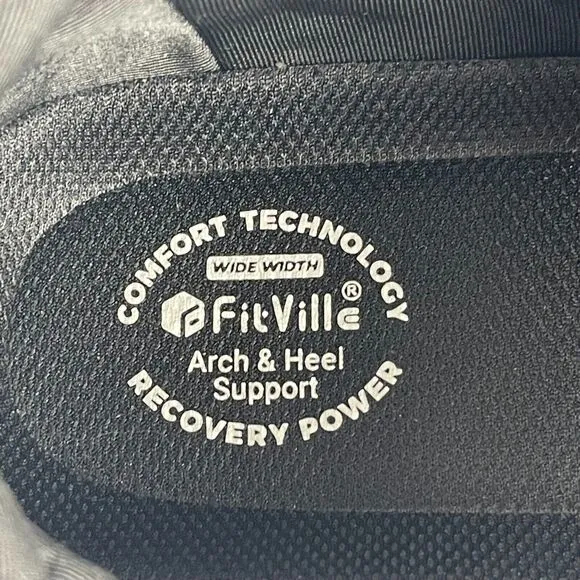 COMFORT TECHNOLOGY
WIDE WIDTH
FitVille®
Arch & Heel
Support
RECOVERY POWER